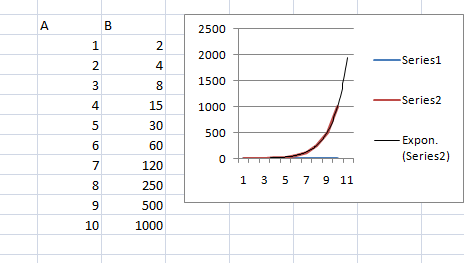 A B
1 2
2 4
3 8
4 15
5 30
6 60
7 120
8 250
9 500
10 1000
2500
2000
1500
1000
500
0
1 3 5 7 9 11
Series1
Series2
Expon.
(Series2)